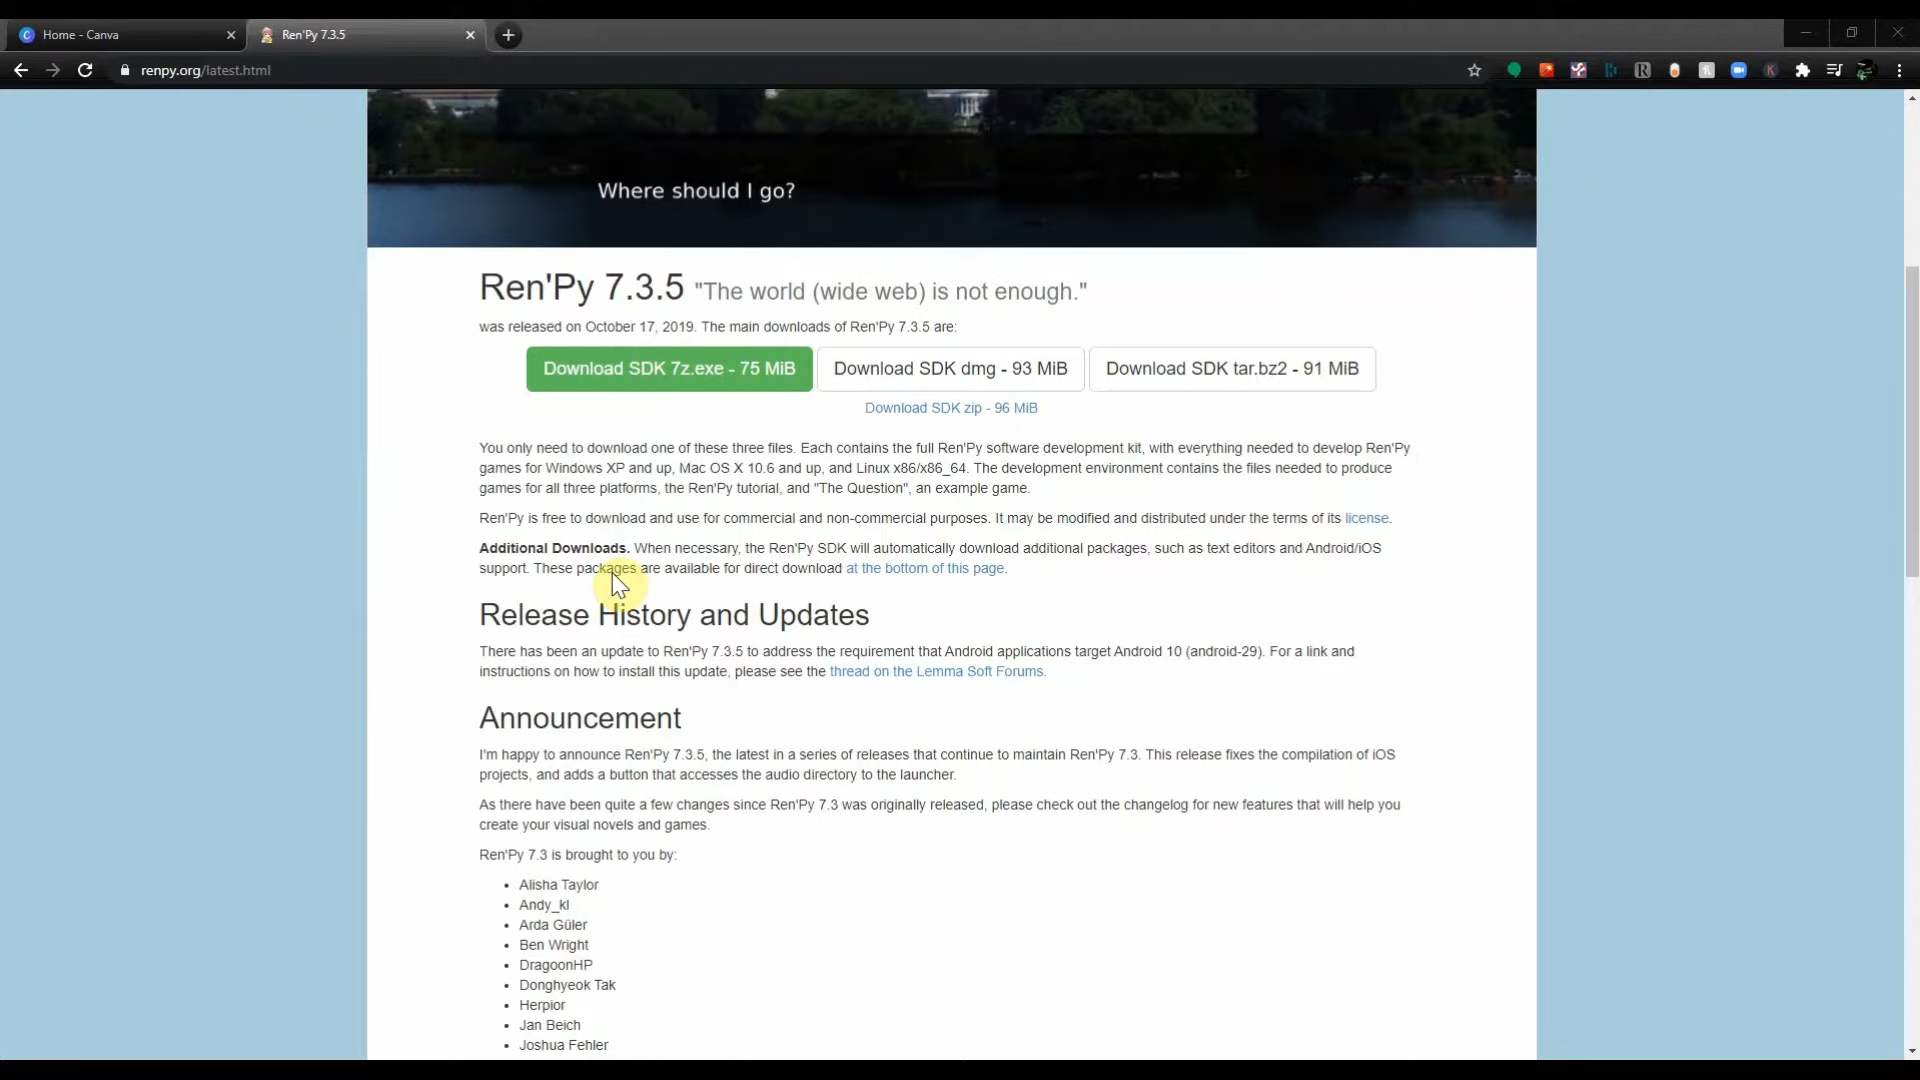 Home - Canva
Ren'Py 7.3.5
renpy.org/latest.html
Where should I go?
Ren'Py 7.3.5 "The world (wide web) is not enough."
was released on October 17, 2019. The main downloads of Ren'Py 7.3.5 are:
Download SDK 7z.exe - 75 MiB
Download SDK dmg - 93 MiB
Download SDK tar.bz2 - 91 MiB
Download SDK zip - 96 MiB
You only need to download one of these three files. Each contains the full Ren'Py software development kit, with everything needed to develop Ren'Py
games for Windows XP and up, Mac OS X 10.6 and up, and Linux x86/x86_64. The development environment contains the files needed to produce
games for all three platforms, the Ren'Py tutorial, and "The Question", an example game.
Ren'Py is free to download and use for commercial and non-commercial purposes. It may be modified and distributed under the terms of its license.
Additional Downloads. When necessary, the Ren'Py SDK will automatically download additional packages, such as text editors and Android/iOS
support. These packages are available for direct download at the bottom of this page.
Release History and Updates
There has been an update to Ren'Py 7.3.5 to address the requirement that Android applications target Android 10 (android-29). For a link and
instructions on how to install this update, please see the thread on the Lemma Soft Forums.
Announcement
I'm happy to announce Ren'Py 7.3.5, the latest in a series of releases that continue to maintain Ren'Py 7.3. This release fixes the compilation of iOS
projects, and adds a button that accesses the audio directory to the launcher.
As there have been quite a few changes since Ren'Py 7.3 was originally released, please check out the changelog for new features that will help you
create your visual novels and games.
Ren'Py 7.3 is brought to you by:
• Alisha Taylor
• Andy_kl
• Arda Güler
• Ben Wright
• DragoonHP
• Donghyeok Tak
• Herpior
• Jan Beich
• Joshua Fehler